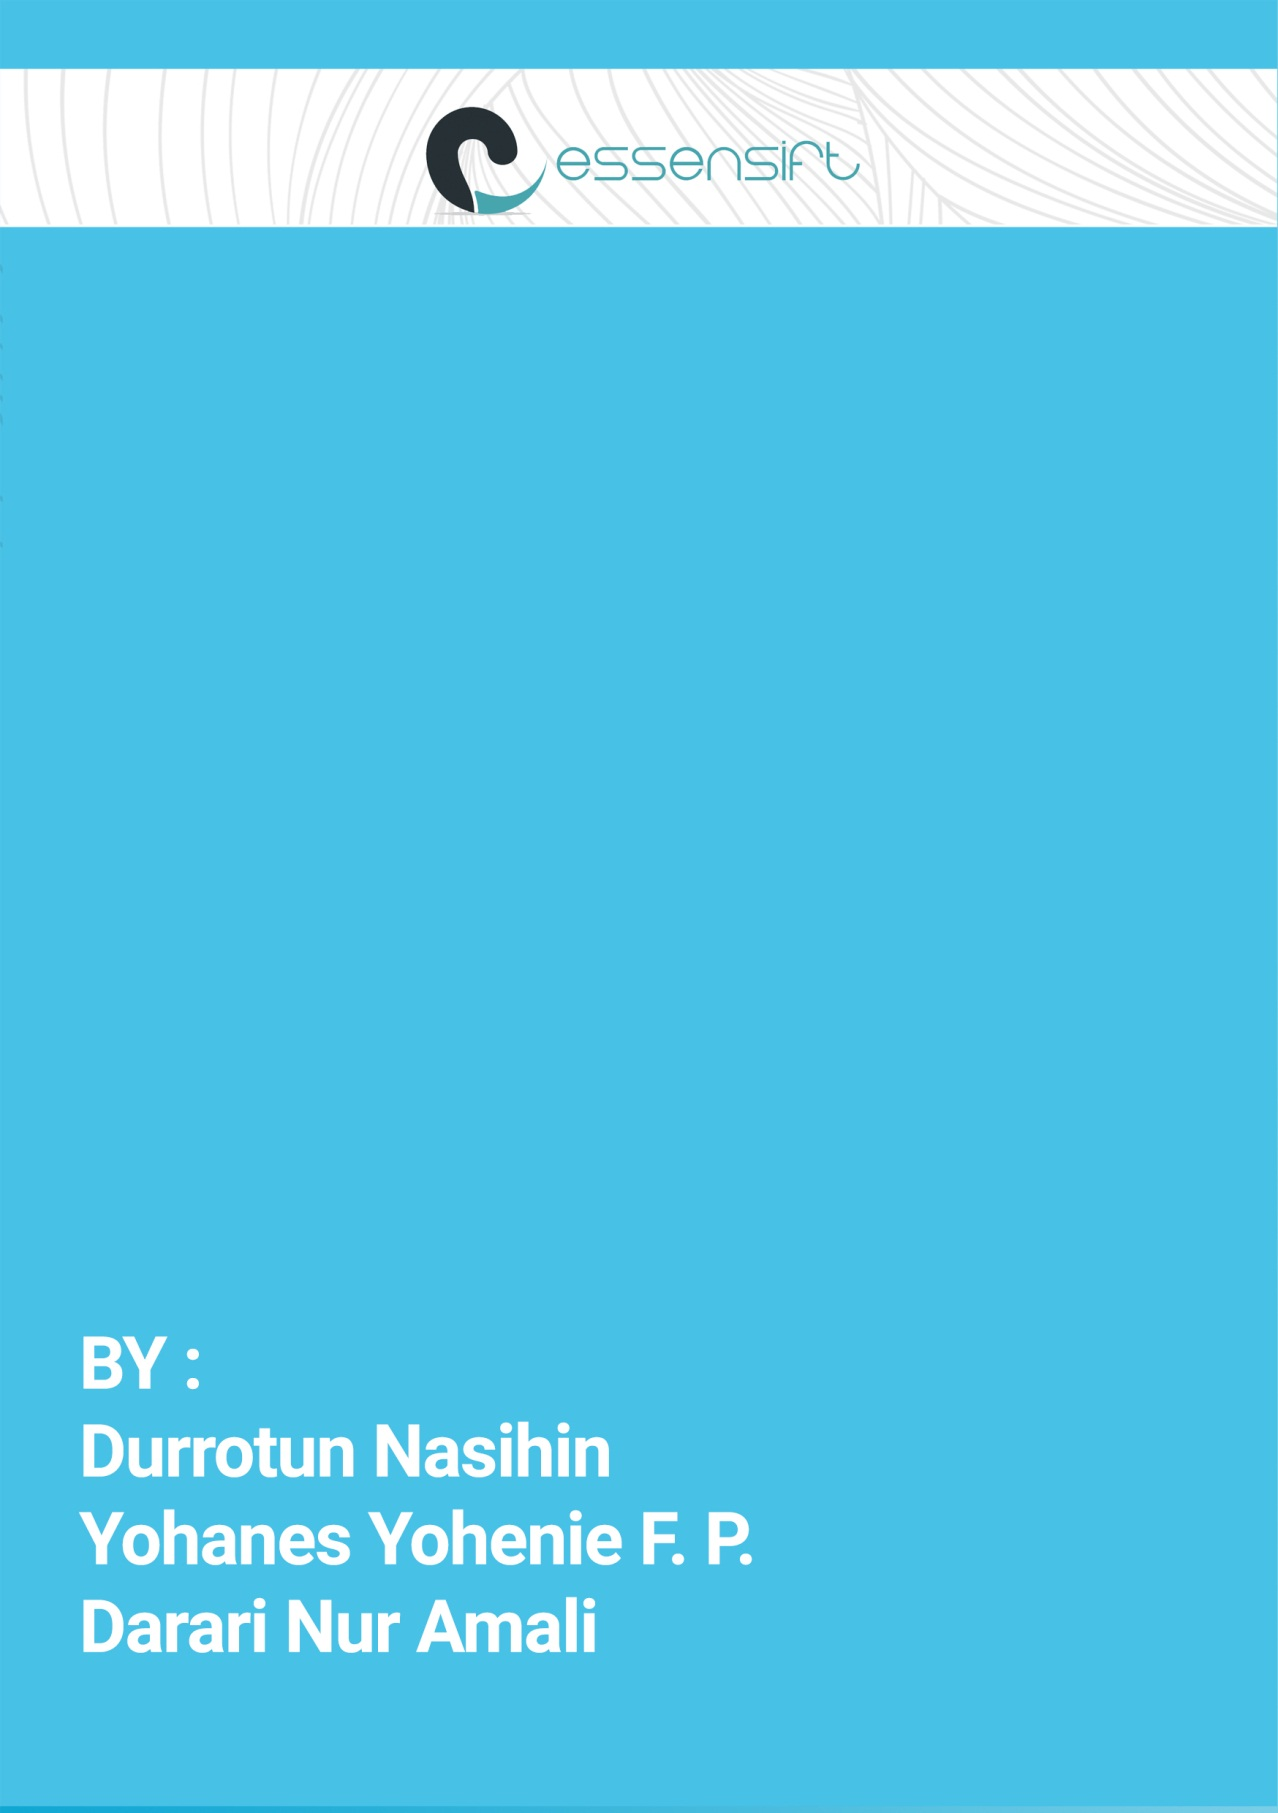 essensift
BY :
Durrotun Nasihin
Yohanes Yohenie F. P.
Darari Nur Amali